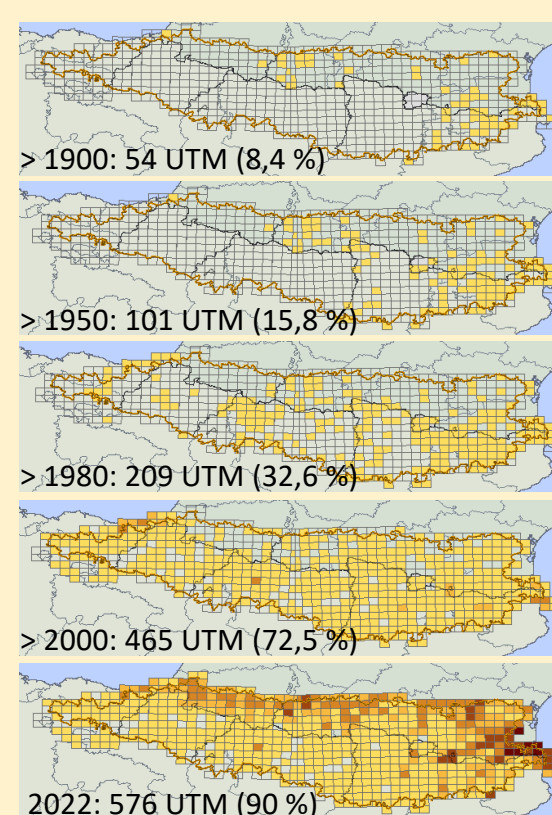 > 1900: 54 UTM (8,4 %)
> 1950: 101 UTM (15,8 %)
> 1980: 209 UTM (32,6 %)
> 2000: 465 UTM (72,5 %)
2022: 576 UTM (90 %)